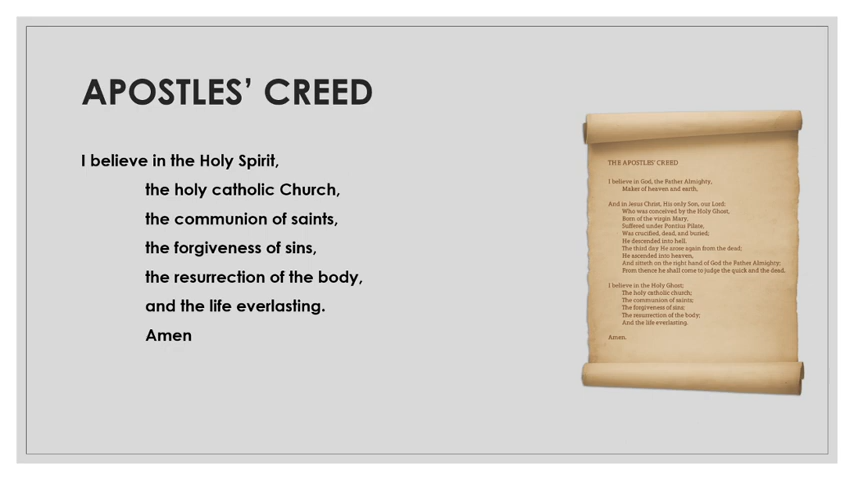 APOSTLES' CREED
I believe in the Holy Spirit,
the holy catholic Church,
the communion of saints,
the forgiveness of sins,
the resurrection of the body,
and the life everlasting.
Amen
THE APOSTLES' CREED
I believe in God, the Father Almighty,
Maker of heaven and earth,
And in Jesus Christ, His only Son, our Lord:
Who was conceived by the Holy Ghost,
Born of the virgin Mary,
Suffered under Pontius Pilate,
Was crucified, dead, and buried;
He descended into hell.
The third day He arose again from the dead;
He ascended into heaven,
And sitteth on the right hand of God the Father Almighty;
From thence he shall come to judge the quick and the dead.
I believe in the Holy Ghost;
The holy catholic church;
The communion of saints;
The forgiveness of sins;
The resurrection of the body;
And the life everlasting.
Amen.